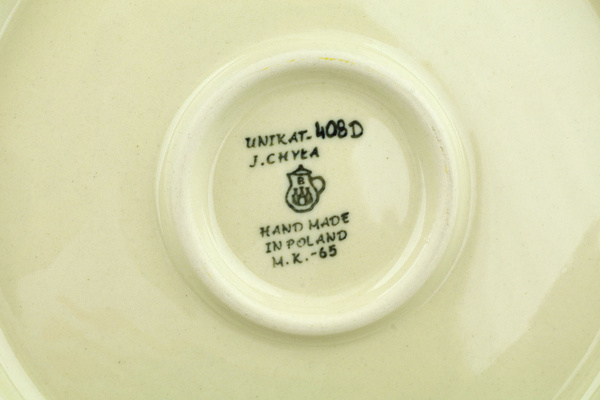 UNIKAT-408D
J.CHYŁA
B
HAND MADE
IN POLAND
M.K.-65